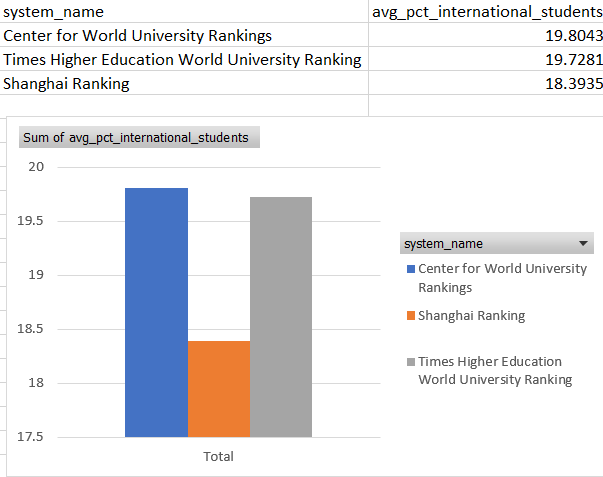 system_name avg_pct_international_students
Center for World University Rankings 19.8043
Times Higher Education World University Ranking 19.7281
Shanghai Ranking 18.3935
Sum of avg_pct_international_students
20
19.5
19
18.5
18
17.5
Total
system_name
Center for World University
Rankings
Shanghai Ranking
Times Higher Education
World University Ranking